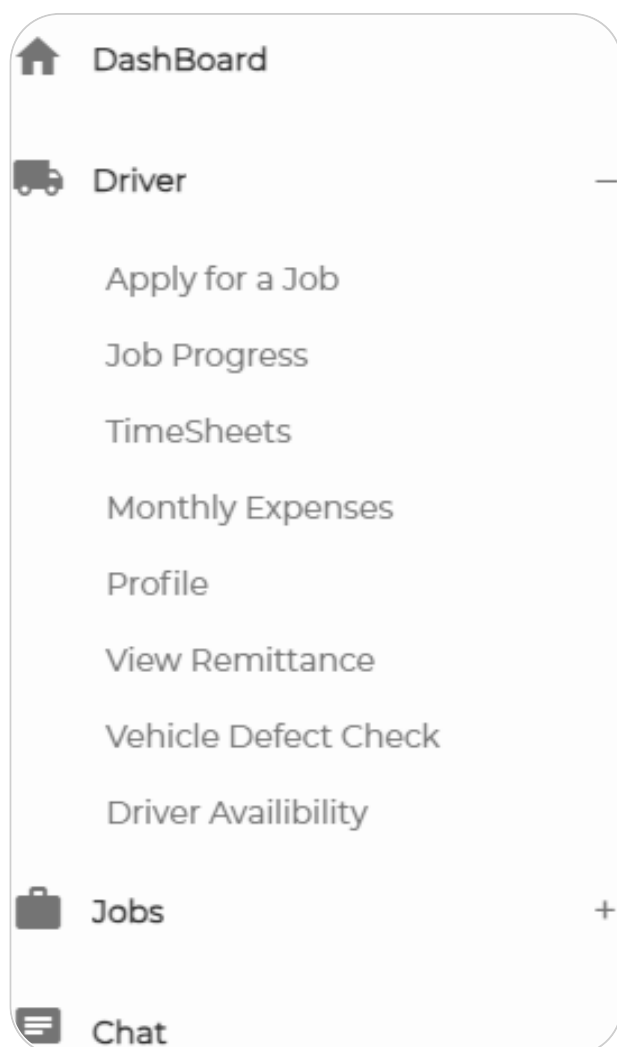 DashBoard
Driver –
Apply for a Job
Job Progress
TimeSheets
Monthly Expenses
Profile
View Remittance
Vehicle Defect Check
Driver Availibility
Jobs +
Chat